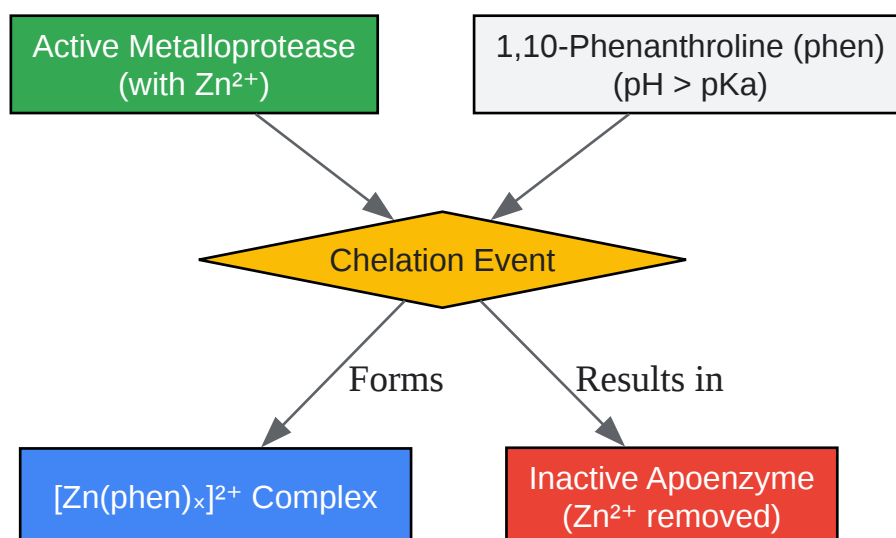 Active Metalloprotease
(with Zn²⁺)
1,10-Phenanthroline (phen)
(pH > pKa)
Chelation Event
Forms
Results in
[Zn(phen)ₓ]²⁺ Complex
Inactive Apoenzyme
(Zn²⁺ removed)